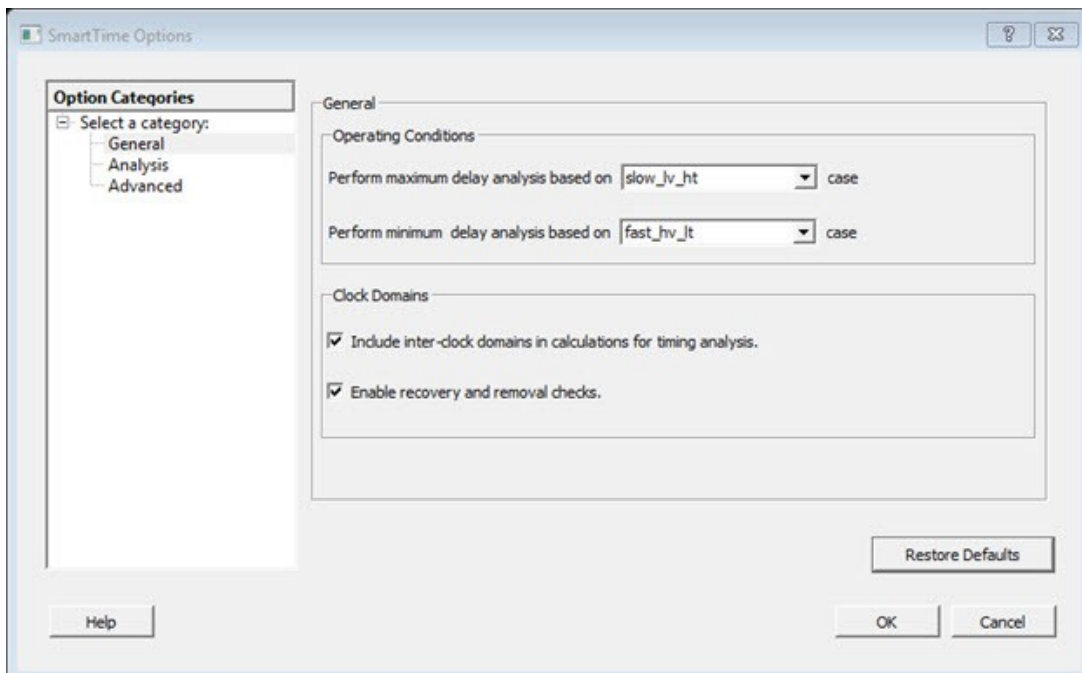 SmartTime Options
Option Categories
Select a category:
General
Analysis
Advanced
General
Operating Conditions
Perform maximum delay analysis based on slow_lv_ht case
Perform minimum delay analysis based on fast_hv_lt case
Clock Domains
Include inter-clock domains in calculations for timing analysis.
Enable recovery and removal checks.
Restore Defaults
Help OK Cancel